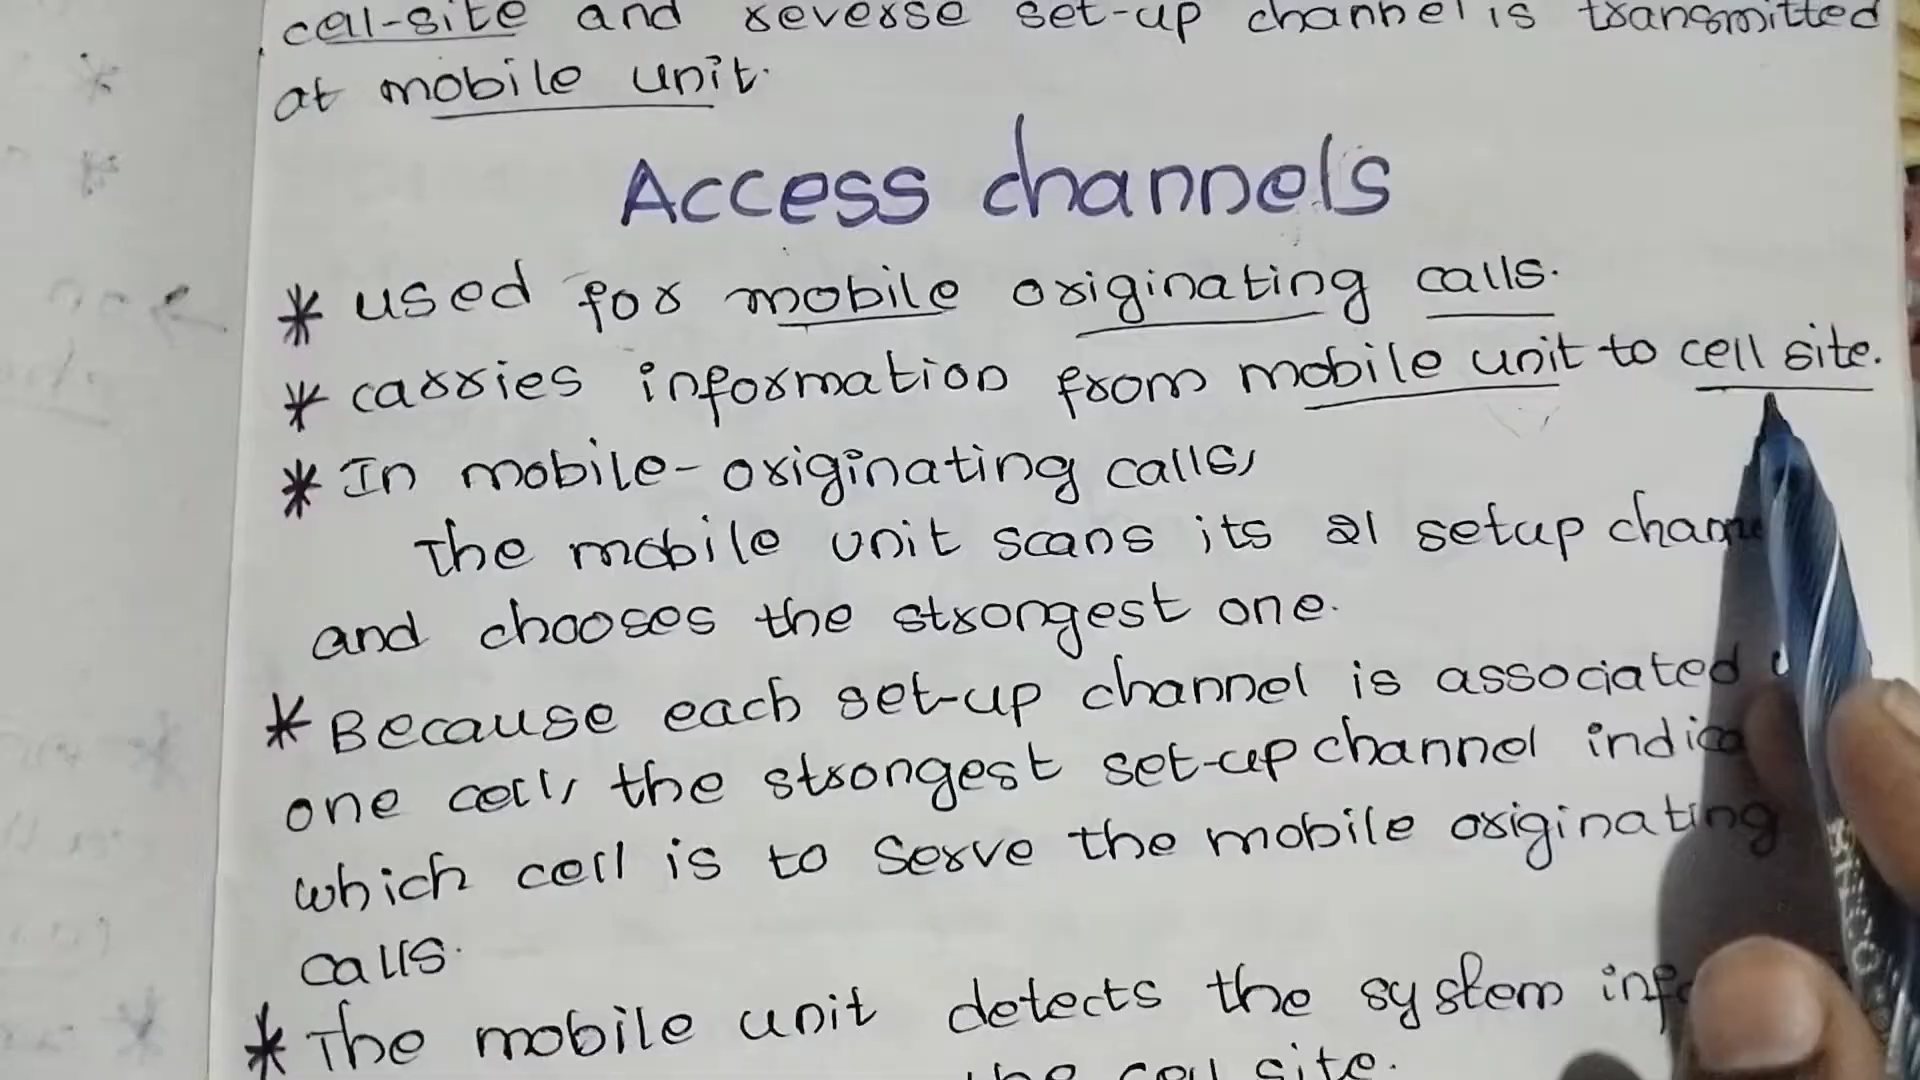 cell-site and reverse set-up channel is transmitted
at mobile unit.
Access channels
* used for mobile originating calls.
* carries information from mobile unit to cell site.
* In mobile-originating calls,
The mobile unit scans its 21 setup
and chooses the strongest one.
* Because each set-up channel is associated
one cell, the strongest set-up channel
which cell is to serve the mobile originating
calls.
* The mobile unit detects the system
the cell site.